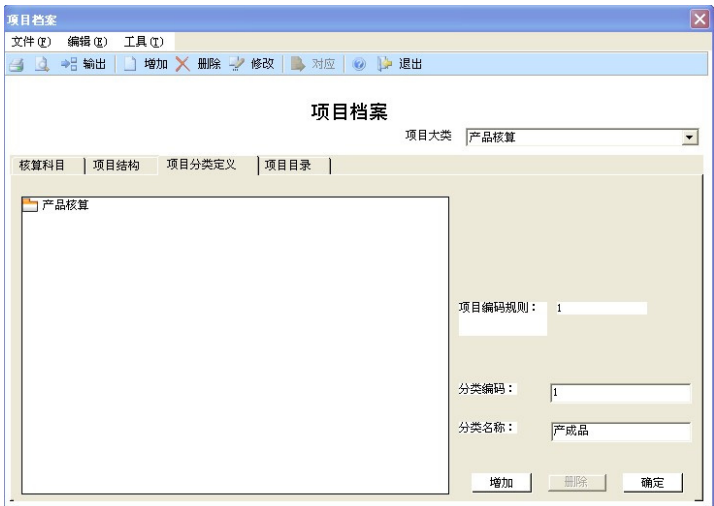 项目档案
文件(F) 编辑(E) 工具(T)
输出 增加 删除 修改 对应 退出
项目档案
项目大类 产品核算
核算科目 项目结构 项目分类定义 项目目录
产品核算
项目编码规则： 1
分类编码： 1
分类名称： 产成品
增加 删除 确定